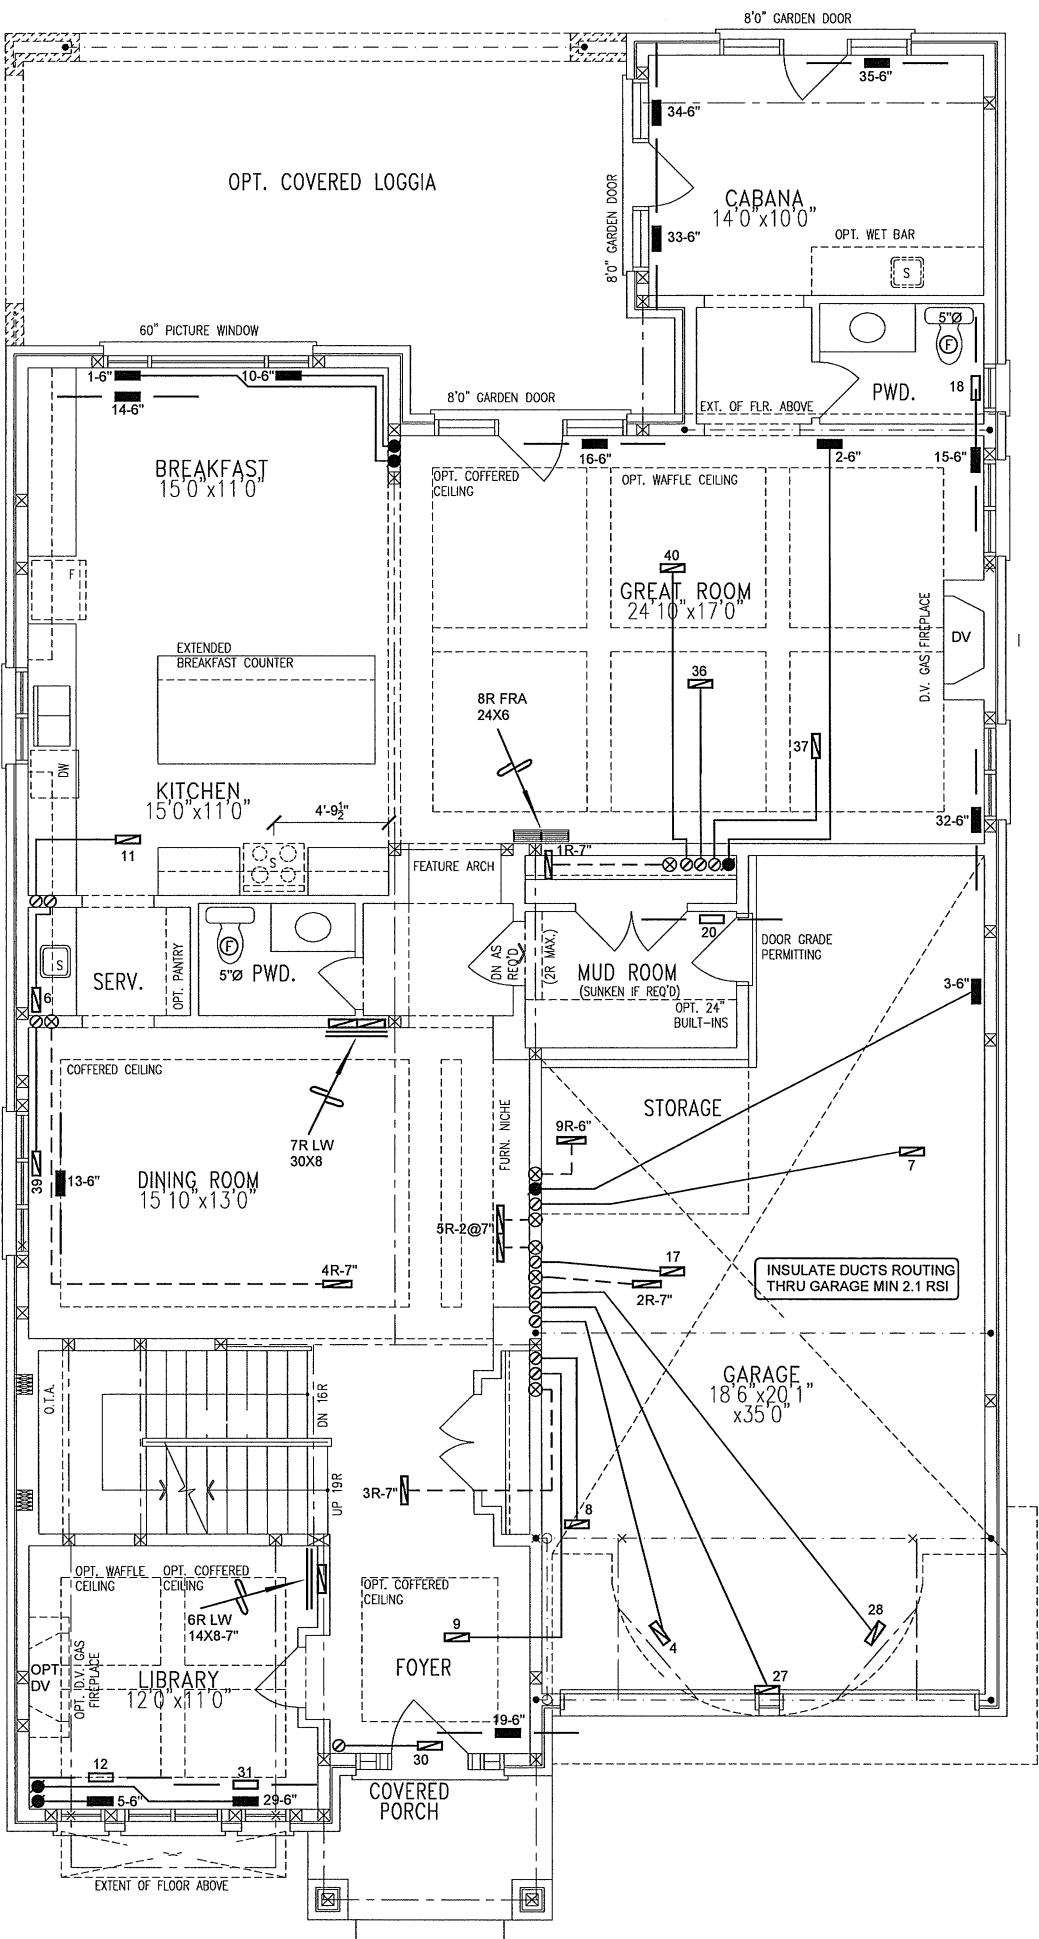 8'0" GARDEN DOOR
35-6"
34-6"
OPT. COVERED LOGGIA
8'0" GARDEN DOOR
CABANA
14'0"x10'0"
33-6"
OPT. WET BAR
S
60" PICTURE WINDOW
5"Ø
F
1-6"
10-6"
14-6"
8'0" GARDEN DOOR
EXT. OF FLR. ABOVE
PWD.
18
16-6"
2-6"
15-6"
BREAKFAST
15'0"x11'0"
OPT. COFFERED
CEILING
OPT. WAFFLE CEILING
F
40
GREAT ROOM
24'10"x17'0"
D.V. GAS FIREPLACE
DV
EXTENDED
BREAKFAST COUNTER
36
8R FRA
24X6
37
DW
KITCHEN
15'0"x11'0"
4'-9½"
32-6"
11
S
FEATURE ARCH
1R-7"
20
DOOR GRADE
PERMITTING
S
SERV.
OPT. PANTRY
F
5"Ø
PWD.
DN AS
REQ'D
(2R MAX.)
MUD ROOM
(SUNKEN IF REQ'D)
OPT. 24"
BUILT-INS
3-6"
6
COFFERED CEILING
7R LW
30X8
FURN. NICHE
STORAGE
9R-6"
7
39
13-6"
DINING ROOM
15'10"x13'0"
5R-2@7"
4R-7"
17
2R-7"
INSULATE DUCTS ROUTING
THRU GARAGE MIN 2.1 RSI
O.T.A.
DN 16R
UP 19R
GARAGE
18'6"x20'1"
x35'0"
3R-7"
8
OPT. WAFFLE
CEILING
OPT. COFFERED
CEILING
6R LW
14X8-7"
OPT. COFFERED
CEILING
9
FOYER
4
28
27
OPT
DV
OPT. D.V. GAS
FIREPLACE
LIBRARY
12'0"x11'0"
19-6"
30
12
31
5-6"
29-6"
COVERED
PORCH
EXTENT OF FLOOR ABOVE